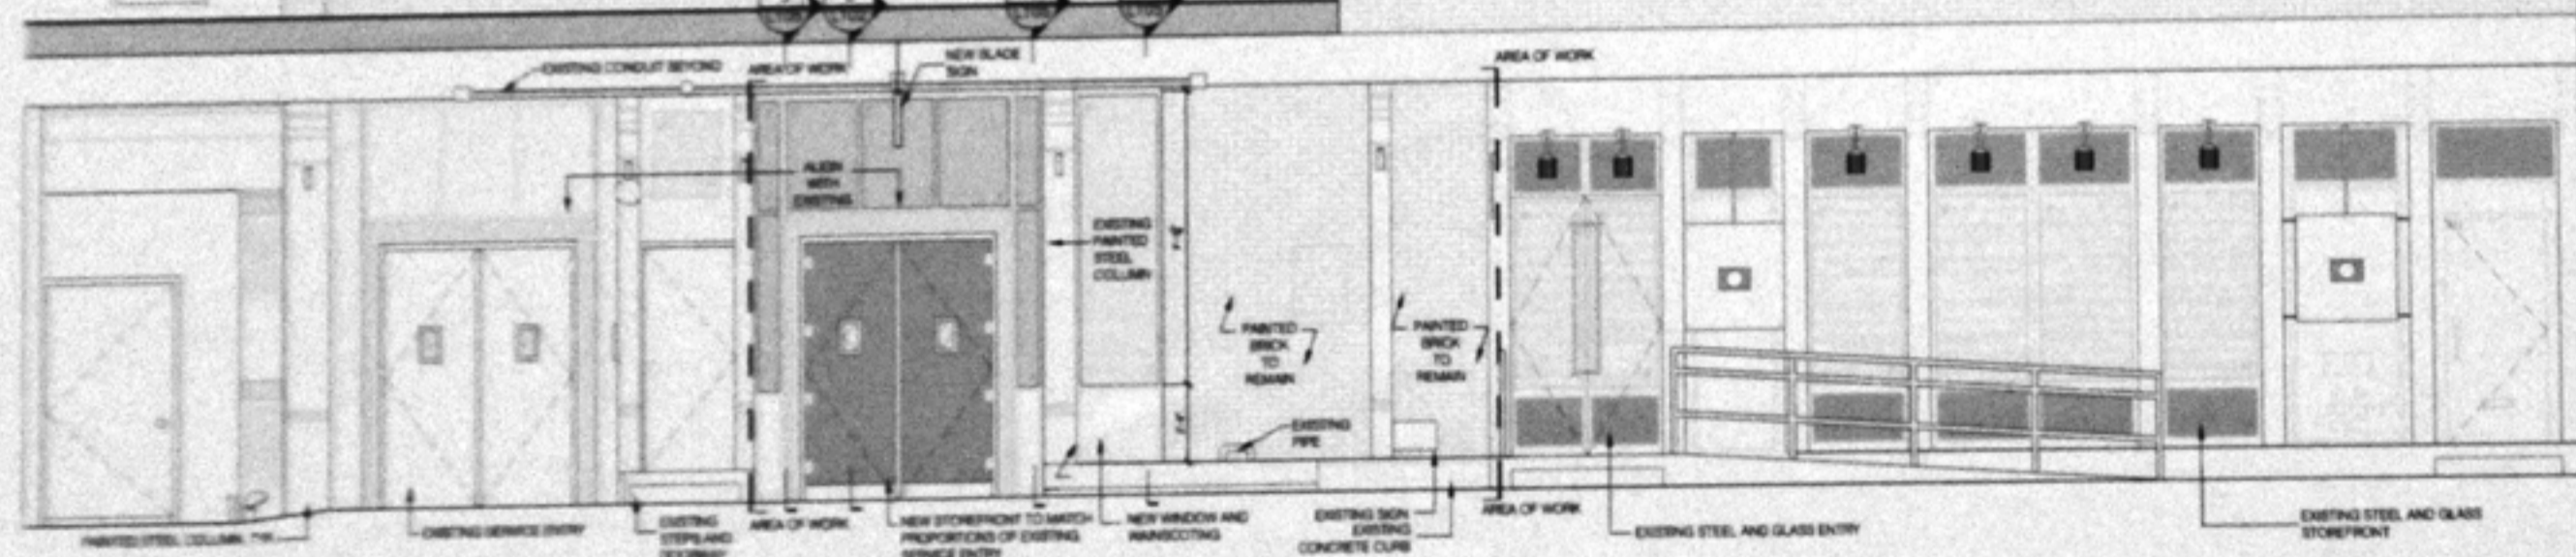 EXISTING CONDUIT BEYOND
AREA OF WORK
NEW BLADE
SIGN
AREA OF WORK
ALIGN
WITH
EXISTING
EXISTING
PAINTED
STEEL
COLUMN
PAINTED
BRICK
TO
REMAIN
PAINTED
BRICK
TO
REMAIN
EXISTING
PIPE
PAINTED STEEL COLUMN, TYP.
EXISTING SERVICE ENTRY
EXISTING
STEPS AND
DOORWAY
AREA OF WORK
NEW STOREFRONT TO MATCH
PROPORTIONS OF EXISTING
SERVICE ENTRY
NEW WINDOW AND
WAINSCOTING
EXISTING SIGN
EXISTING
CONCRETE CURB
AREA OF WORK
EXISTING STEEL AND GLASS ENTRY
EXISTING STEEL AND GLASS
STOREFRONT